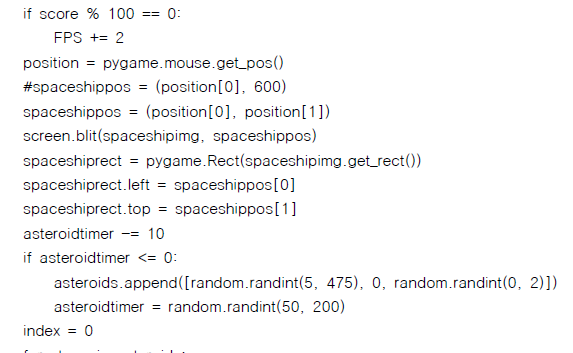 if score % 100 == 0:
FPS += 2
position = pygame.mouse.get_pos()
#spaceshippos = (position[0], 600)
spaceshippos = (position[0], position[1])
screen.blit(spaceshipimg, spaceshippos)
spaceshiprect = pygame.Rect(spaceshipimg.get_rect())
spaceshiprect.left = spaceshippos[0]
spaceshiprect.top = spaceshippos[1]
asteroidtimer -= 10
if asteroidtimer <= 0:
asteroids.append([random.randint(5, 475), 0, random.randint(0, 2)])
asteroidtimer = random.randint(50, 200)
index = 0